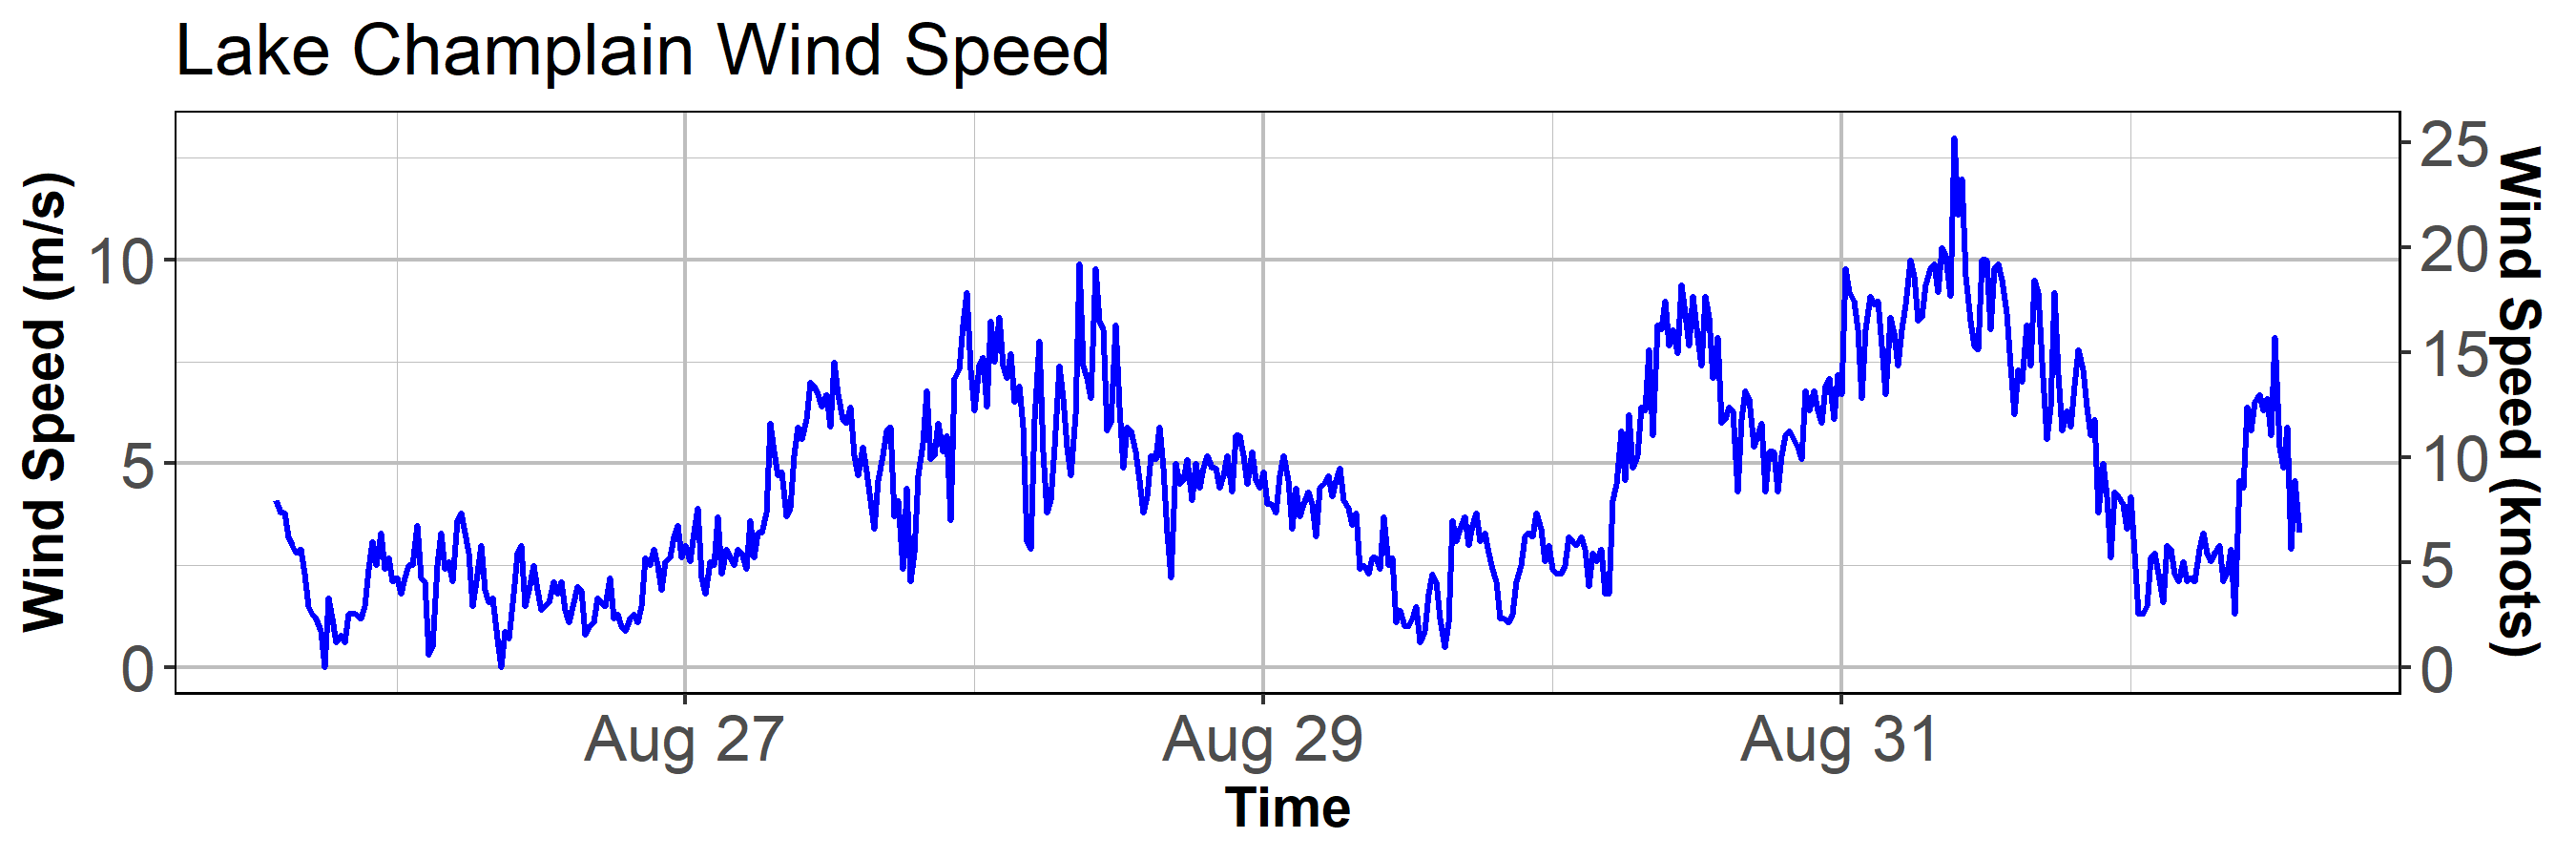 Lake Champlain Wind Speed
Wind Speed (m/s)
10
5
0
25
20
15
10
5
0
Wind Speed (knots)
Aug 27
Aug 29
Aug 31
Time